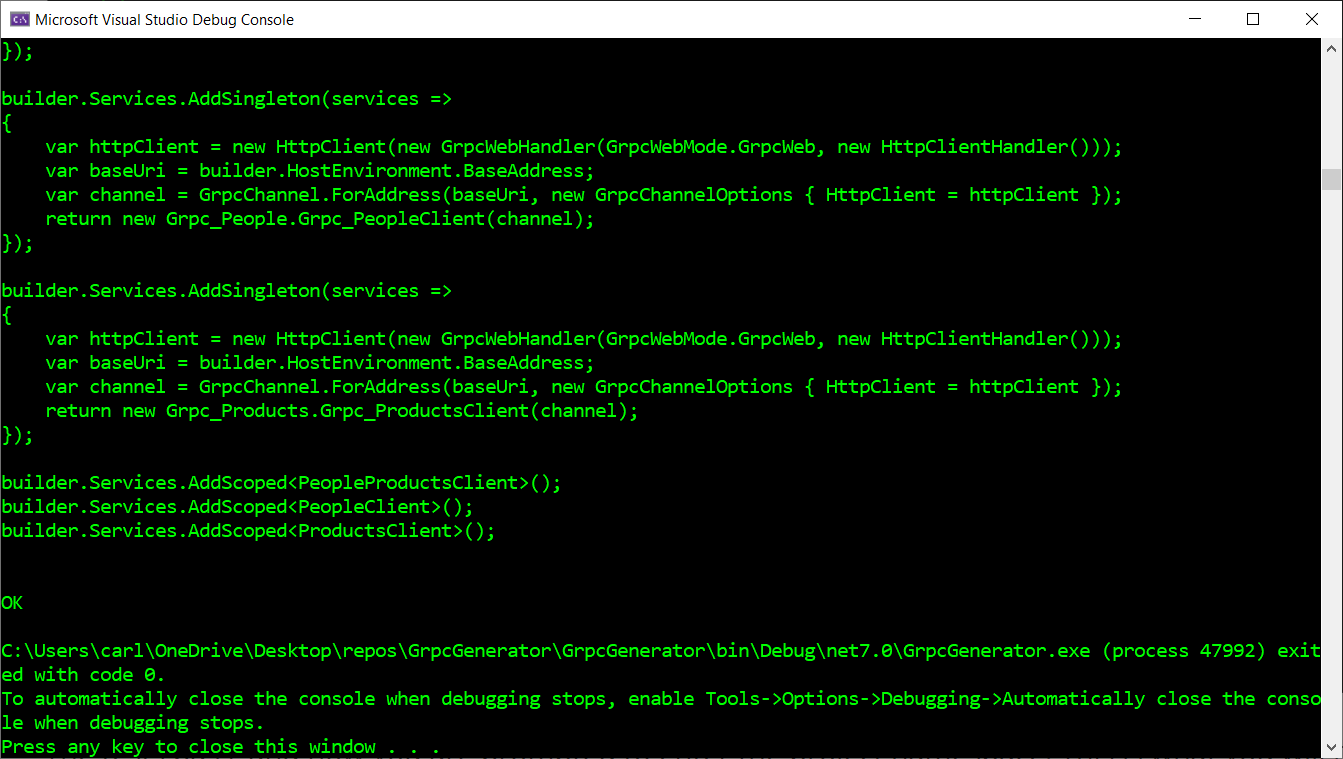 Microsoft Visual Studio Debug Console
});
builder.Services.AddSingleton(services =>
{
    var httpClient = new HttpClient(new GrpcWebHandler(GrpcWebMode.GrpcWeb, new HttpClientHandler()));
    var baseUri = builder.HostEnvironment.BaseAddress;
    var channel = GrpcChannel.ForAddress(baseUri, new GrpcChannelOptions { HttpClient = httpClient });
    return new Grpc_People.Grpc_PeopleClient(channel);
});
builder.Services.AddSingleton(services =>
{
    var httpClient = new HttpClient(new GrpcWebHandler(GrpcWebMode.GrpcWeb, new HttpClientHandler()));
    var baseUri = builder.HostEnvironment.BaseAddress;
    var channel = GrpcChannel.ForAddress(baseUri, new GrpcChannelOptions { HttpClient = httpClient });
    return new Grpc_Products.Grpc_ProductsClient(channel);
});
builder.Services.AddScoped<PeopleProductsClient>();
builder.Services.AddScoped<PeopleClient>();
builder.Services.AddScoped<ProductsClient>();
OK
C:\Users\carl\OneDrive\Desktop\repos\GrpcGenerator\GrpcGenerator\bin\Debug\net7.0\GrpcGenerator.exe (process 47992) exit
ed with code 0.
To automatically close the console when debugging stops, enable Tools->Options->Debugging->Automatically close the conso
le when debugging stops.
Press any key to close this window . . .